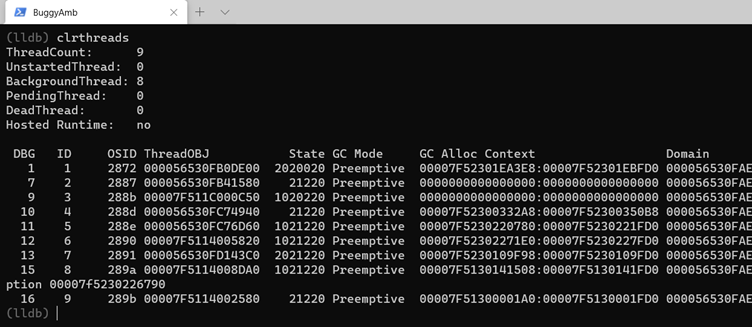 BuggyAmb
(lldb) clrthreads
ThreadCount: 9
UnstartedThread: 0
BackgroundThread: 8
PendingThread: 0
DeadThread: 0
Hosted Runtime: no
DBG ID OSID ThreadOBJ State GC Mode GC Alloc Context Domain
1 1 2872 000056530FB0DE00 2020020 Preemptive 00007F52301EA3E8:00007F52301EBFD0 000056530FAE
7 2 2887 000056530FB41580 21220 Preemptive 0000000000000000:0000000000000000 000056530FAE
9 3 288b 00007F511C000C50 1020220 Preemptive 0000000000000000:0000000000000000 000056530FAE
10 4 288d 000056530FC74940 21220 Preemptive 00007F52300332A8:00007F52300350B8 000056530FAE
11 5 288e 000056530FC76D60 1021220 Preemptive 00007F5230220780:00007F5230221FD0 000056530FAE
12 6 2890 00007F5114005820 1021220 Preemptive 00007F52302271E0:00007F5230227FD0 000056530FAE
13 7 2891 000056530FD143C0 2021220 Preemptive 00007F5230109F98:00007F5230109FD0 000056530FAE
15 8 289a 00007F5114008DA0 1021220 Preemptive 00007F5130141508:00007F5130141FD0 000056530FAE
ption 00007f5230226790
16 9 289b 00007F5114002580 21220 Preemptive 00007F51300001A0:00007F5130001FD0 000056530FAE
(lldb)